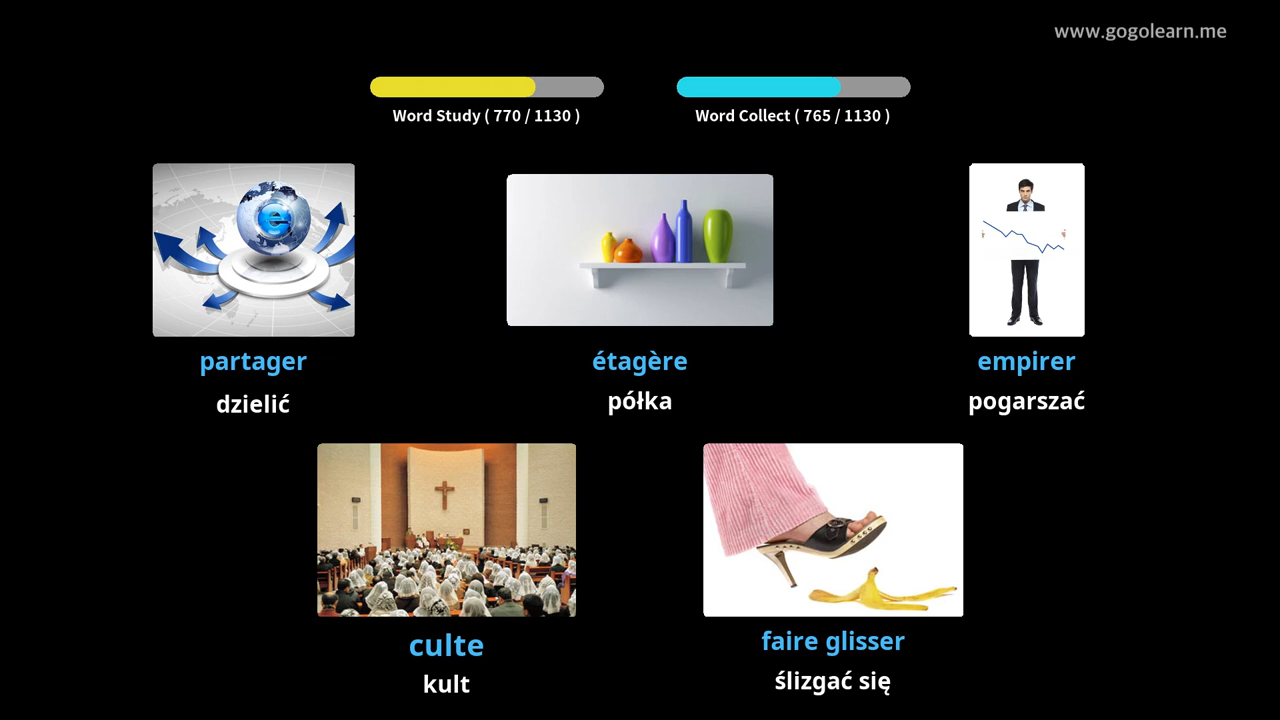 www.gogolearn.me
Word Study ( 770 / 1130 )
Word Collect ( 765 / 1130 )
e
partager
étagère
empirer
dzielić
półka
pogarszać
culte
faire glisser
kult
ślizgać się